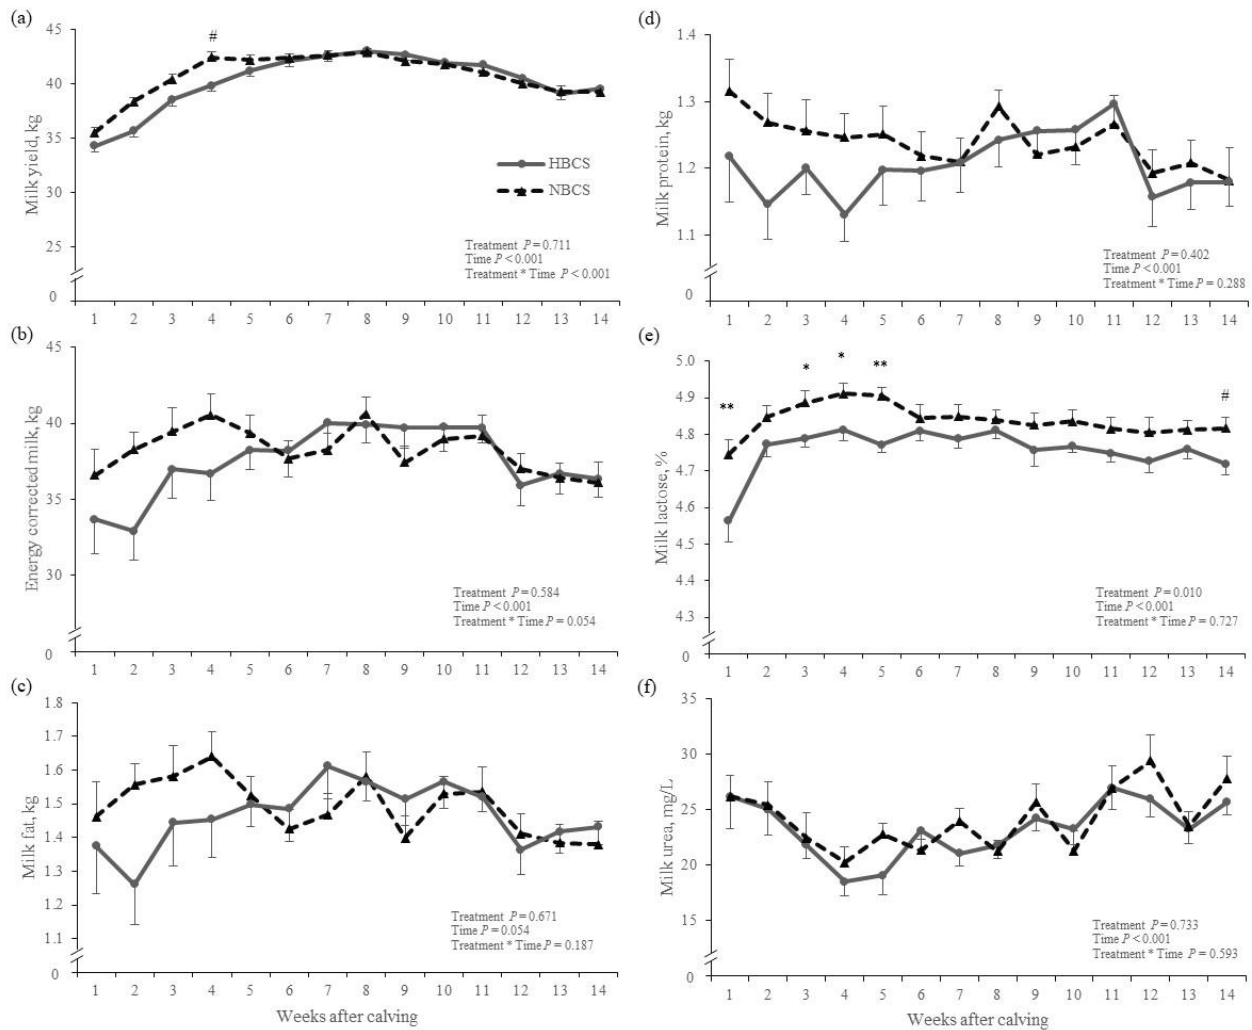 (a)
45
40
35
30
25
0
Milk yield, kg
#
HBCS
NBCS
Treatment P = 0.711
Time P < 0.001
Treatment * Time P < 0.001
1 2 3 4 5 6 7 8 9 10 11 12 13 14
(b)
45
40
35
30
0
Energy corrected milk, kg
Treatment P = 0.584
Time P < 0.001
Treatment * Time P = 0.054
1 2 3 4 5 6 7 8 9 10 11 12 13 14
(c)
1.8
1.7
1.6
1.5
1.4
1.3
1.2
1.1
0
Milk fat, kg
Treatment P = 0.671
Time P = 0.054
Treatment * Time P = 0.187
1 2 3 4 5 6 7 8 9 10 11 12 13 14
Weeks after calving
(d)
1.4
1.3
1.2
1.1
0
Milk protein, kg
Treatment P = 0.402
Time P < 0.001
Treatment * Time P = 0.288
1 2 3 4 5 6 7 8 9 10 11 12 13 14
(e)
5.0
4.9
4.8
4.7
4.6
4.5
4.4
4.3
0
Milk lactose, %
** * * ** #
Treatment P = 0.010
Time P < 0.001
Treatment * Time P = 0.727
1 2 3 4 5 6 7 8 9 10 11 12 13 14
(f)
35
30
25
20
15
0
Milk urea, mg/L
Treatment P = 0.733
Time P < 0.001
Treatment * Time P = 0.593
1 2 3 4 5 6 7 8 9 10 11 12 13 14
Weeks after calving